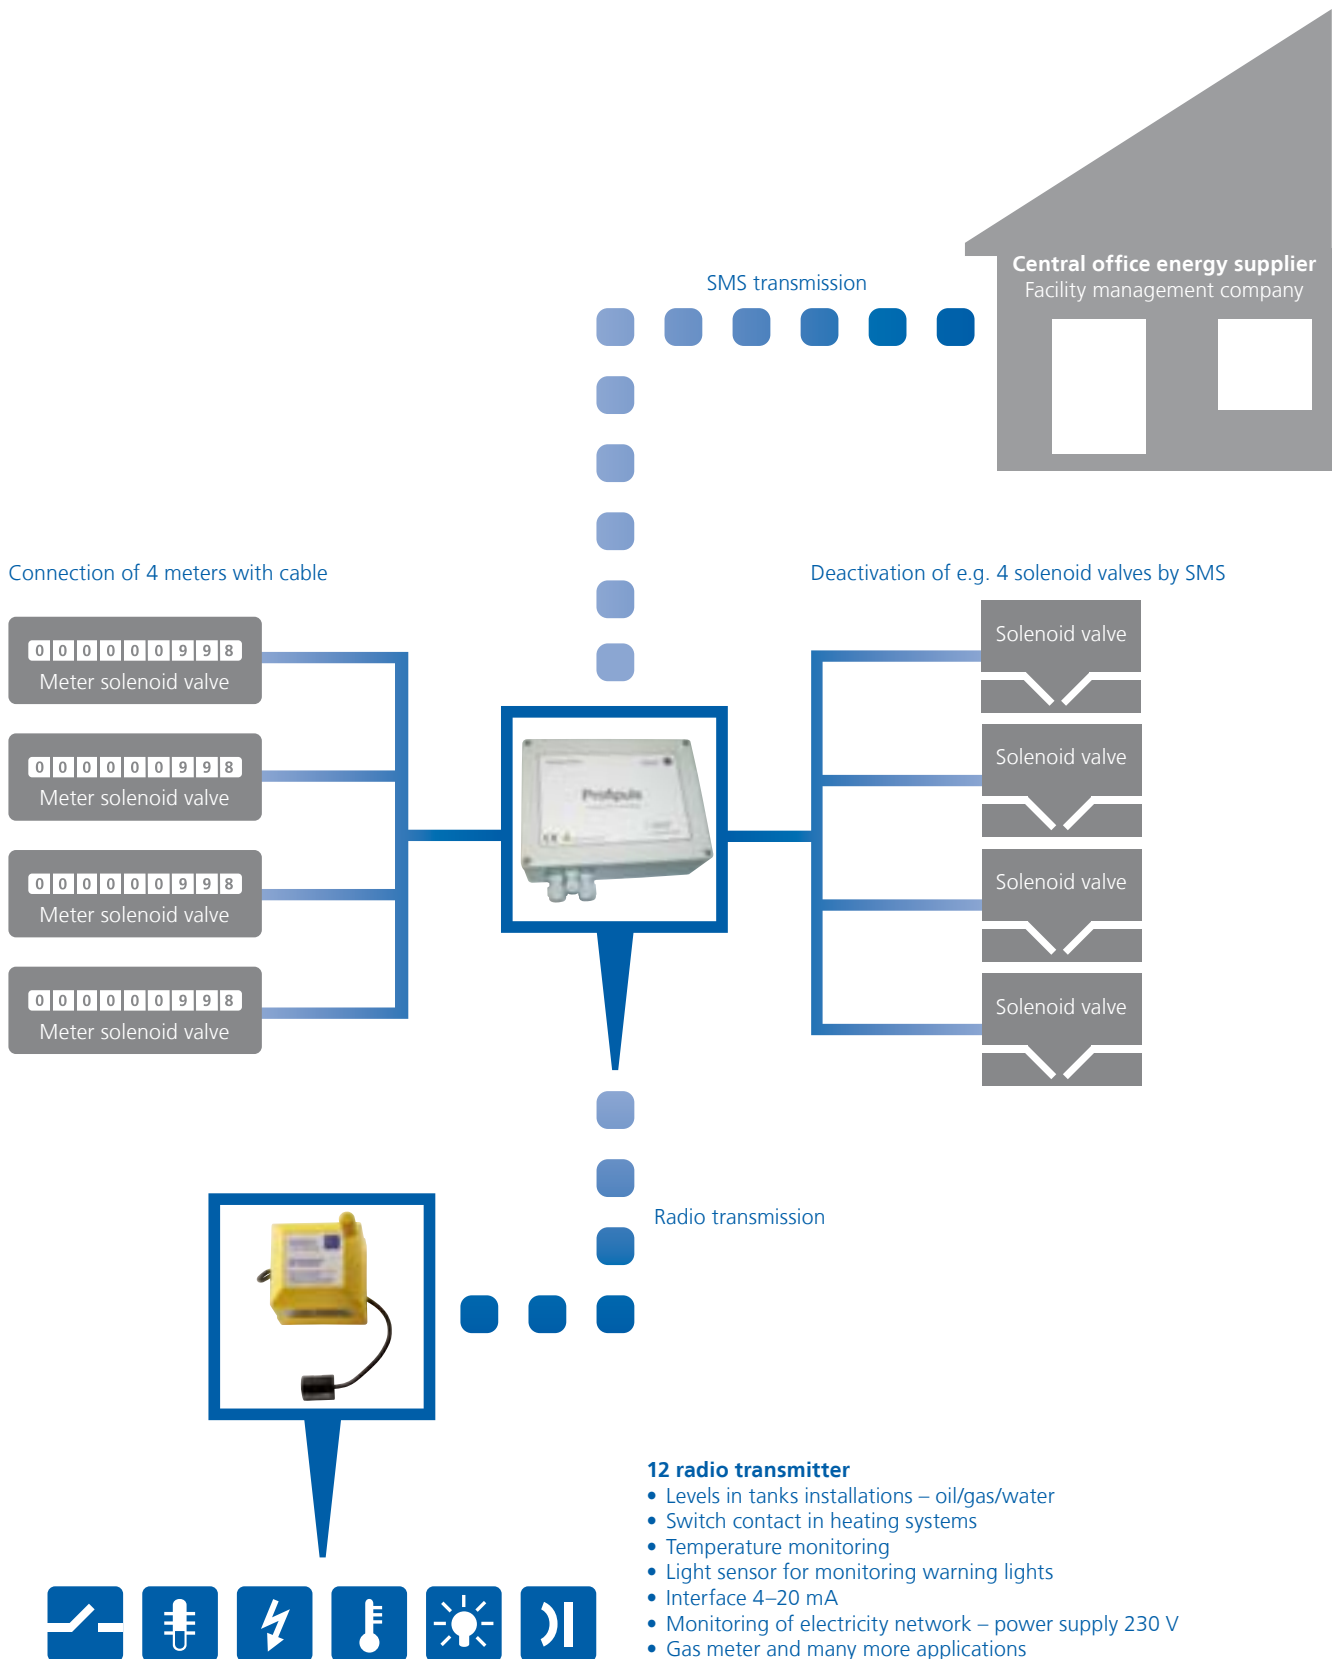 SMS transmission
Central office energy supplier
Facility management company
Connection of 4 meters with cable
Deactivation of e.g. 4 solenoid valves by SMS
0 0 0 0 0 0 9 9 8
Meter solenoid valve
0 0 0 0 0 0 9 9 8
Meter solenoid valve
0 0 0 0 0 0 9 9 8
Meter solenoid valve
0 0 0 0 0 0 9 9 8
Meter solenoid valve
Profipuls
Solenoid valve
Solenoid valve
Solenoid valve
Solenoid valve
Radio transmission
12 radio transmitter
• Levels in tanks installations – oil/gas/water
• Switch contact in heating systems
• Temperature monitoring
• Light sensor for monitoring warning lights
• Interface 4–20 mA
• Monitoring of electricity network – power supply 230 V
• Gas meter and many more applications